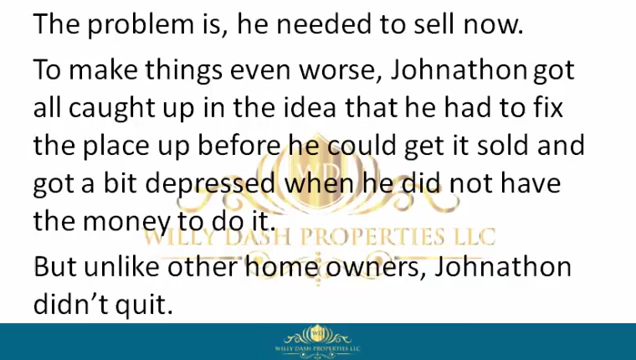 The problem is, he needed to sell now.
To make things even worse, Johnathon got
all caught up in the idea that he had to fix
the place up before he could get it sold and
got a bit depressed when he did not have
the money to do it.
WILLY DASH PROPERTIES LLC
But unlike other home owners, Johnathon
didn’t quit.
WILLY DASH PROPERTIES LLC